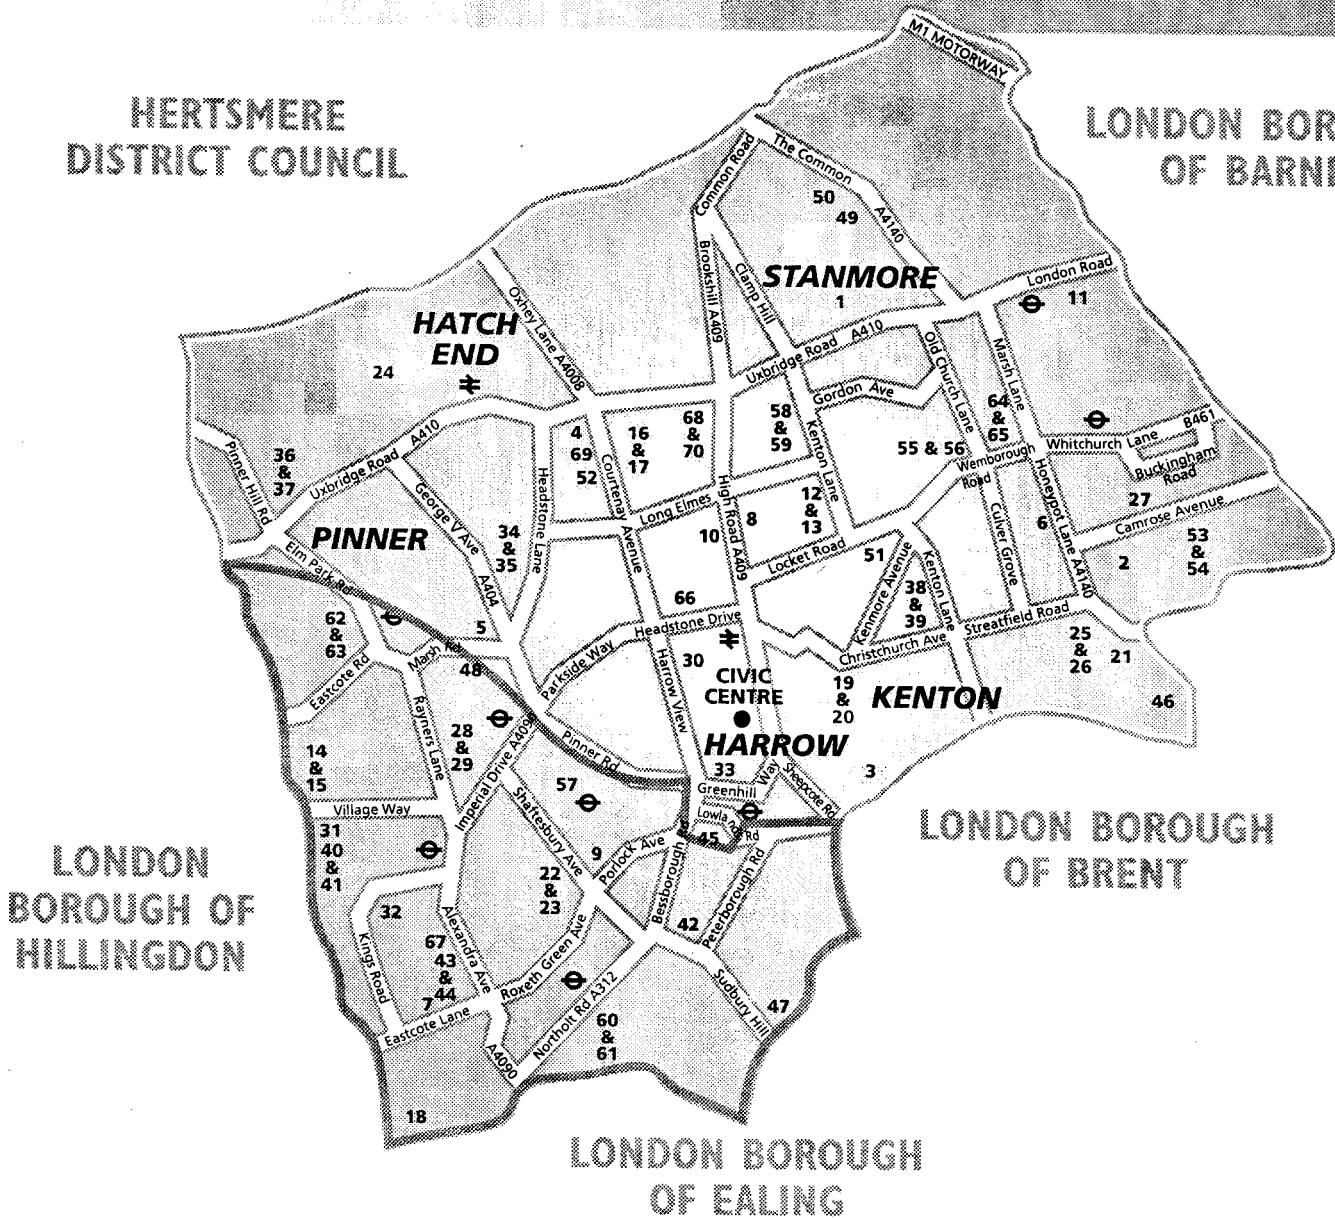 M1 MOTORWAY
HERTSMERE
DISTRICT COUNCIL
LONDON BOR
OF BARN
Common Road
The Common
A4140
50
49
STANMORE
1
London Road
11
Brookshill A409
Clamp Hill
Oxhey Lane A4008
HATCH
END
24
Uxbridge Road A410
Old Church Lane
Marsh Lane
Gordon Ave
64
&
65
58
&
59
68
&
70
4
69
52
16
&
17
Kenton Lane
55 & 56
Wemborough
Road
Whitchurch Lane
B461
Buckingham
Road
27
Pinner Hill Rd
36
&
37
Uxbridge Road A410
George V Ave
A404
Headstone Lane
Courtenay Avenue
Long Elmes
High Road A409
10
8
12
&
13
Locket Road
51
Culver Grove
6
Honeypot Lane A4140
Camrose Avenue
2
53
&
54
PINNER
34
&
35
Elm Park Rd
62
&
63
5
Marsh Rd
48
Eastcote Rd
66
Headstone Drive
Parkside Way
Harrow View
30
CIVIC
CENTRE
HARROW
Kenmore Avenue
38
&
39
Kenton Lane
Streatfield Road
Christchurch Ave
19
&
20
KENTON
25
&
26
21
46
14
&
15
Rayners Lane
28
&
29
Imperial Drive A4090
Pinner Rd
57
33
Greenhill
Way
Sheepcote Rd
3
Village Way
Shaftesbury Ave
Lowlands
Rd
45
31
40
&
41
9
Porlock Ave
Bessborough
Rd
Peterborough Rd
22
&
23
42
LONDON BOROUGH
OF BRENT
LONDON
BOROUGH OF
HILLINGDON
32
Kings Road
67
43
&
44
7
Alexandra Ave
Roxeth Green Ave
Eastcote Lane
A4090
Northolt Rd A312
60
&
61
Sudbury Hill
47
18
LONDON BOROUGH
OF EALING